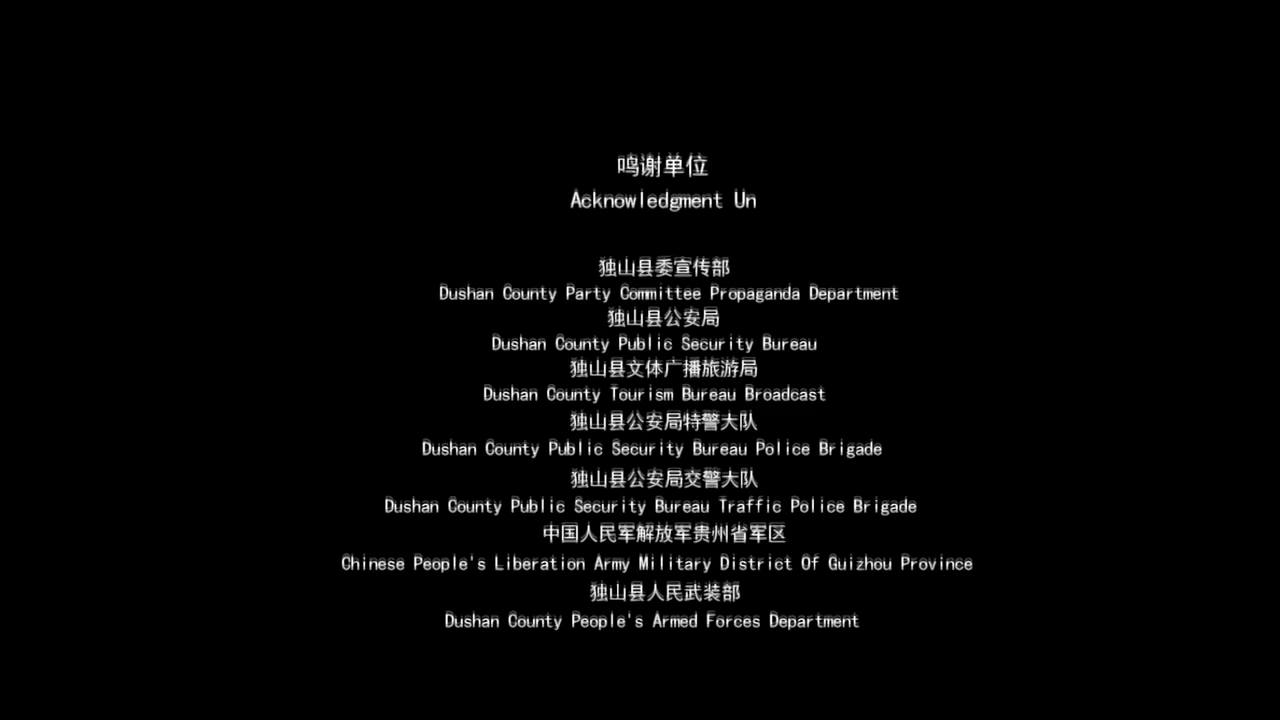 鸣谢单位
Acknowledgment Un
独山县委宣传部
Dushan County Party Committee Propaganda Department
独山县公安局
Dushan County Public Security Bureau
独山县文体广播旅游局
Dushan County Tourism Bureau Broadcast
独山县公安局特警大队
Dushan County Public Security Bureau Police Brigade
独山县公安局交警大队
Dushan County Public Security Bureau Traffic Police Brigade
中国人民军解放军贵州省军区
Chinese People's Liberation Army Military District Of Guizhou Province
独山县人民武装部
Dushan County People's Armed Forces Department